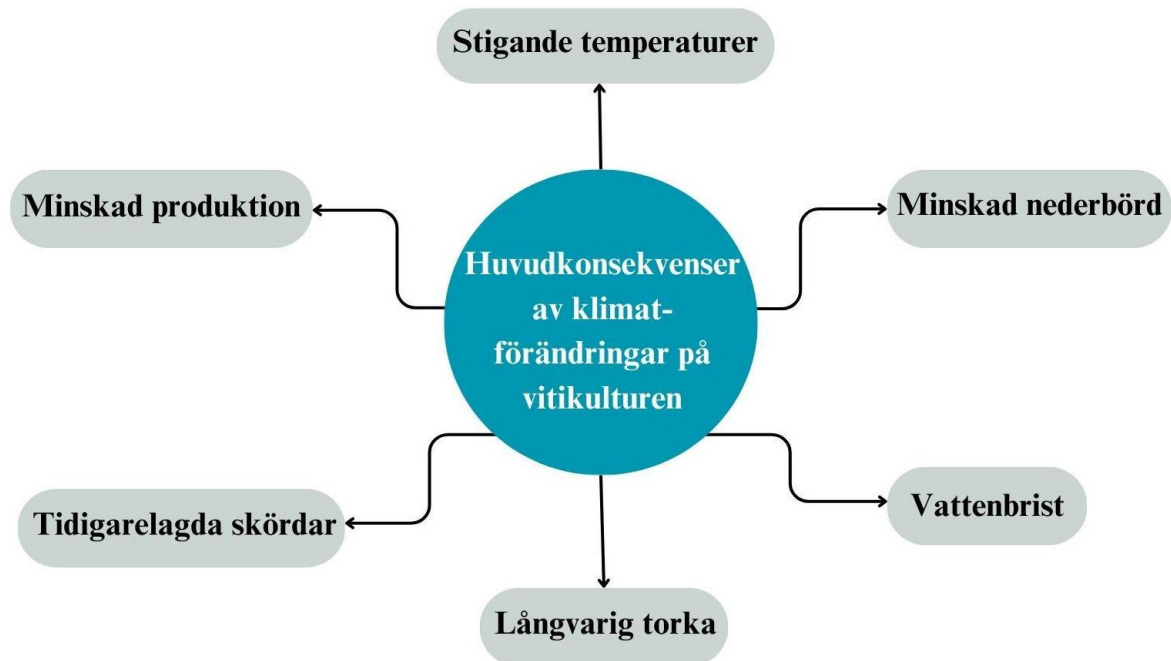 Stigande temperaturer
Minskad produktion
Minskad nederbörd
Huvudkonsekvenser
av klimat-
förändringar på
vitikulturen
Tidigarelagda skördar
Vattenbrist
Långvarig torka